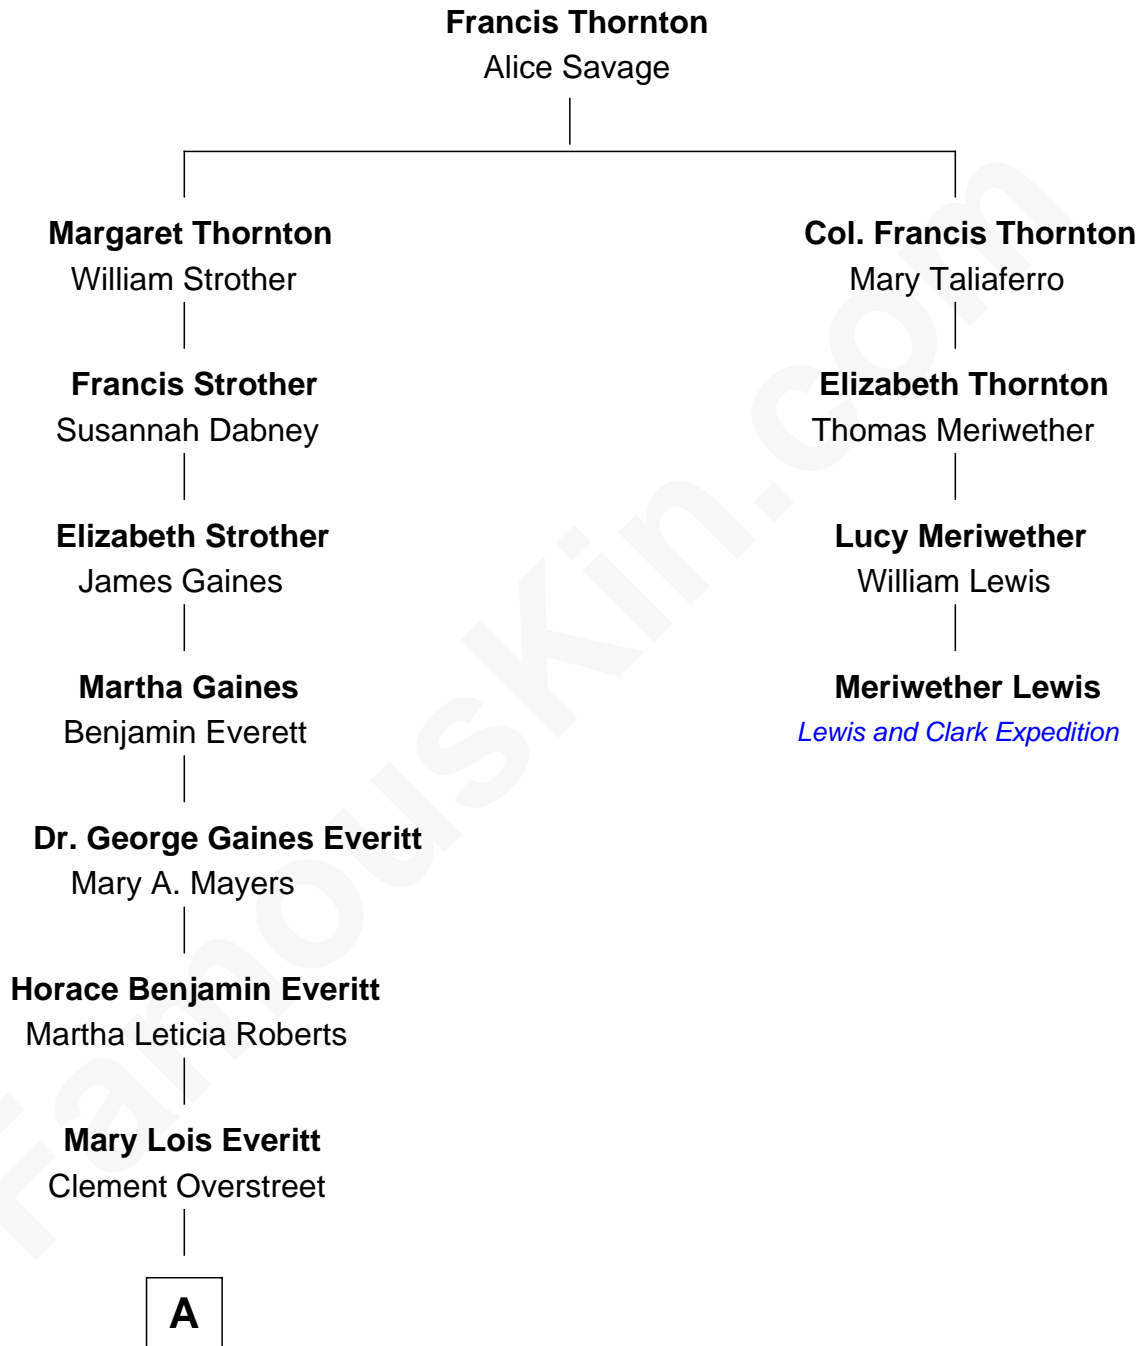 Francis Thornton
Alice Savage
Margaret Thornton
William Strother
Col. Francis Thornton
Mary Taliaferro
Francis Strother
Susannah Dabney
Elizabeth Thornton
Thomas Meriwether
Elizabeth Strother
James Gaines
Lucy Meriwether
William Lewis
Martha Gaines
Benjamin Everett
Meriwether Lewis
Lewis and Clark Expedition
Dr. George Gaines Everitt
Mary A. Mayers
Horace Benjamin Everitt
Martha Leticia Roberts
Mary Lois Everitt
Clement Overstreet
A
FamousKin.com